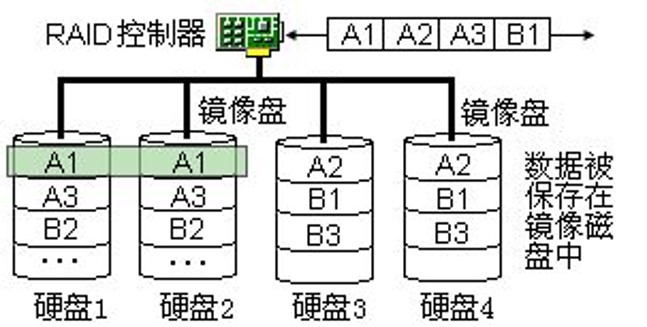 RAID控制器
A1 A2 A3 B1
镜像盘
镜像盘
A1
A3
B2
...
A1
A3
B2
...
A2
B1
B3
A2
B1
B3
数据被
保存在
镜像磁
盘中
硬盘1 硬盘2 硬盘3 硬盘4